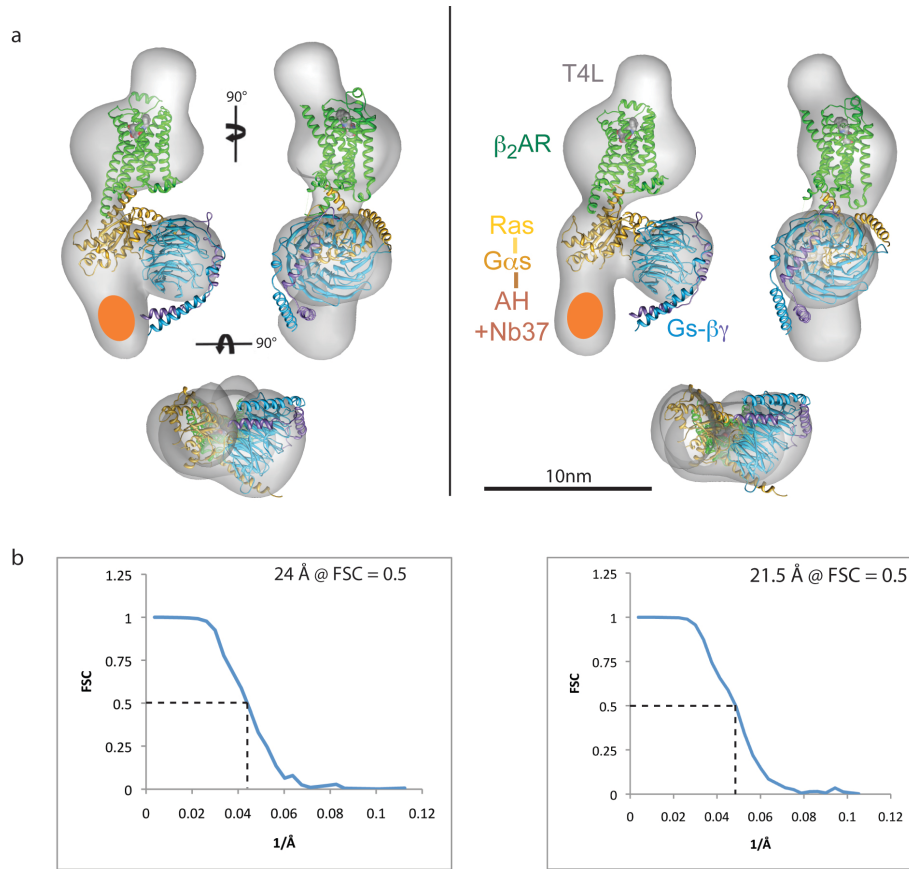 a
90°
90°
T4L
β₂AR
Ras
Gαs
AH
+Nb37
Gs-βγ
10nm
b
24 Å @ FSC = 0.5
1.25
1
0.75
0.5
0.25
0
FSC
0 0.02 0.04 0.06 0.08 0.1 0.12
1/Å
21.5 Å @ FSC = 0.5
1.25
1
0.75
0.5
0.25
0
FSC
0 0.02 0.04 0.06 0.08 0.1 0.12
1/Å